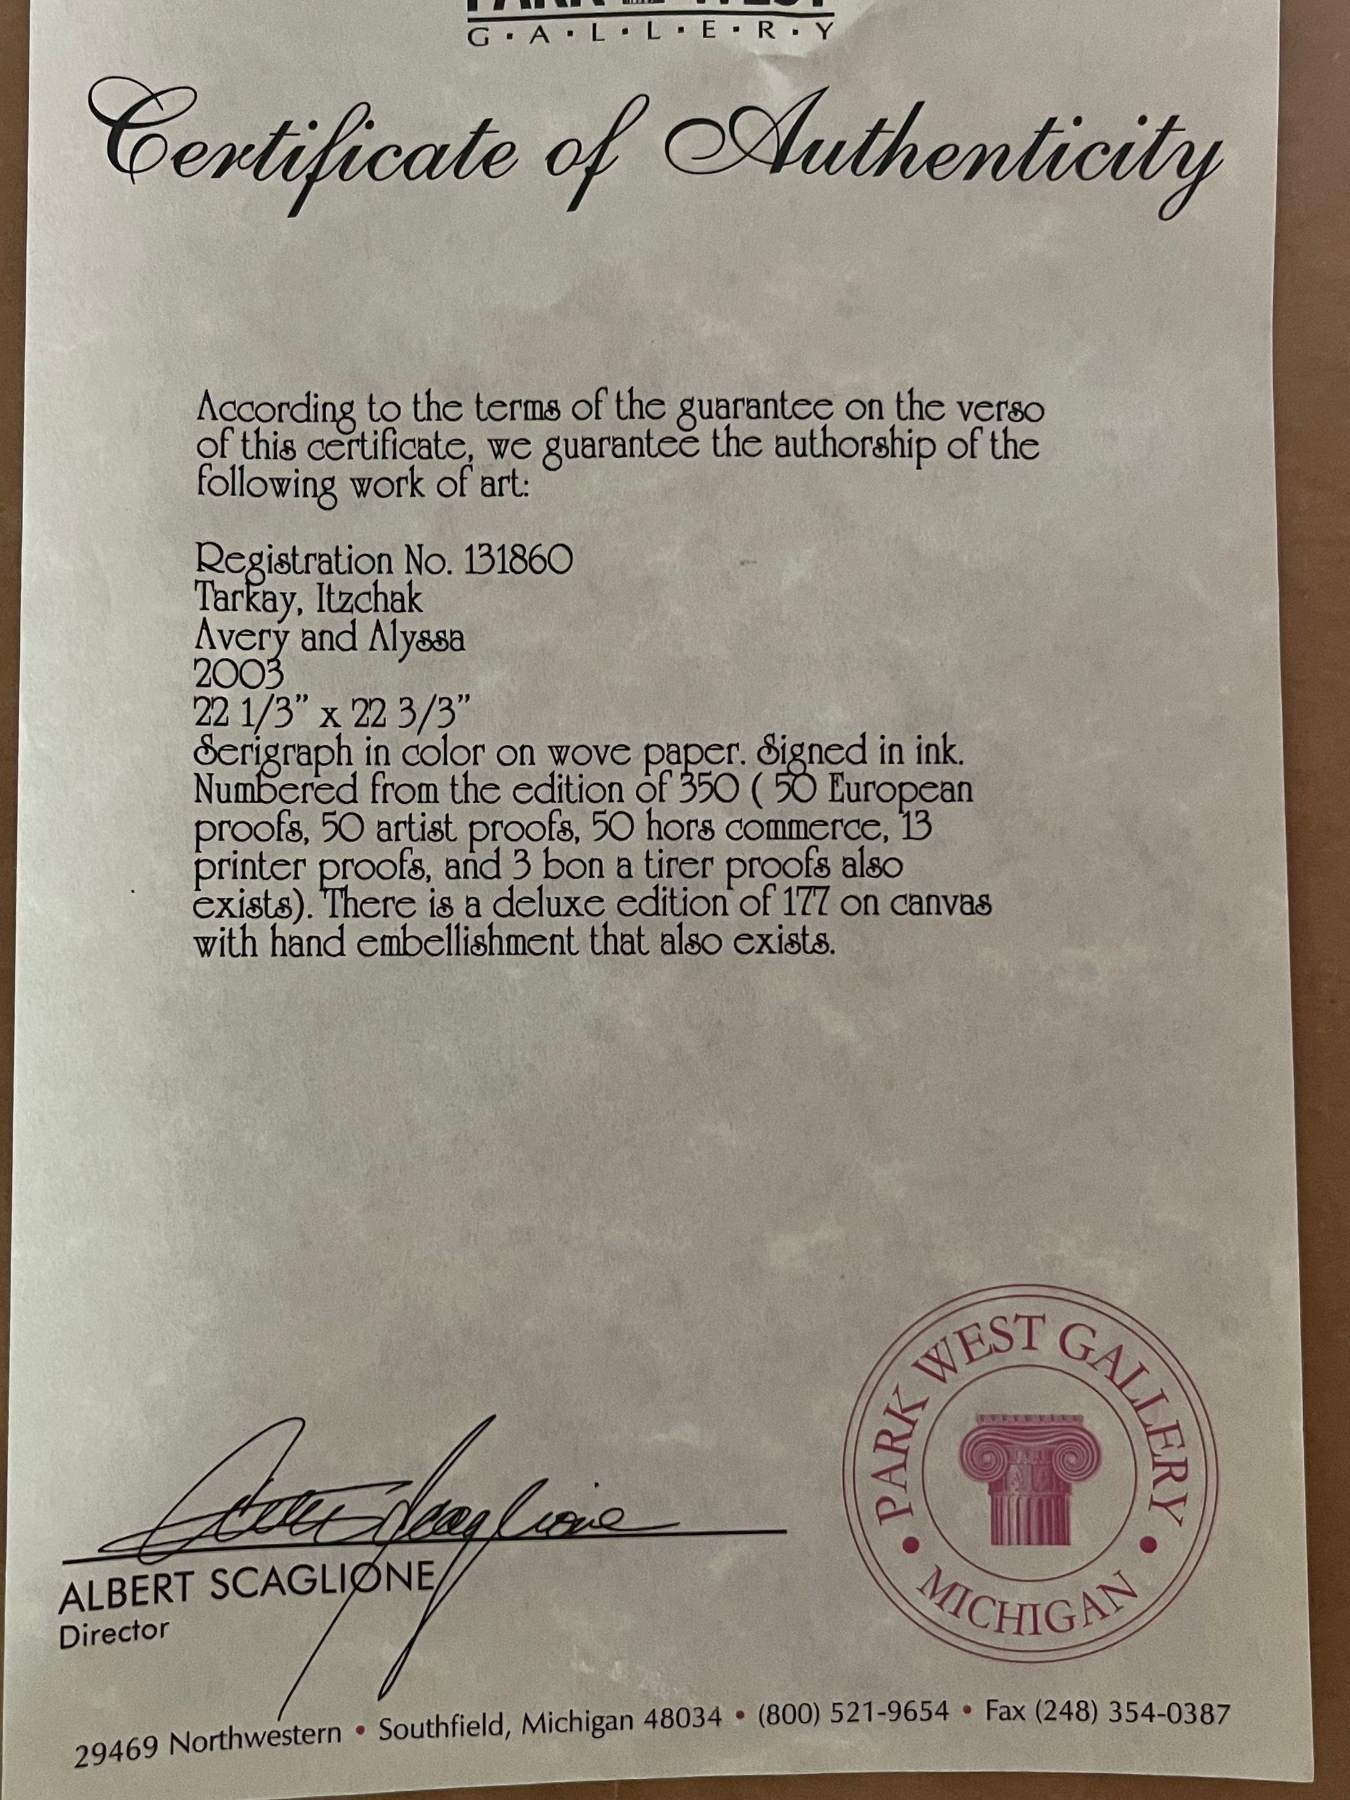 PARK WEST
G·A·L·L·E·R·Y
Certificate of Authenticity
According to the terms of the guarantee on the verso
of this certificate, we guarantee the authorship of the
following work of art:
Registration No. 131860
Tarkay, Itzchak
Avery and Alyssa
2003
22 1/3" x 22 3/3"
Serigraph in color on wove paper. Signed in ink.
Numbered from the edition of 350 ( 50 European
proofs, 50 artist proofs, 50 hors commerce, 13
printer proofs, and 3 bon a tirer proofs also
exists). There is a deluxe edition of 177 on canvas
with hand embellishment that also exists.
PARK WEST GALLERY
• MICHIGAN •
Albert Scaglione
ALBERT SCAGLIONE
Director
29469 Northwestern • Southfield, Michigan 48034 • (800) 521-9654 • Fax (248) 354-0387